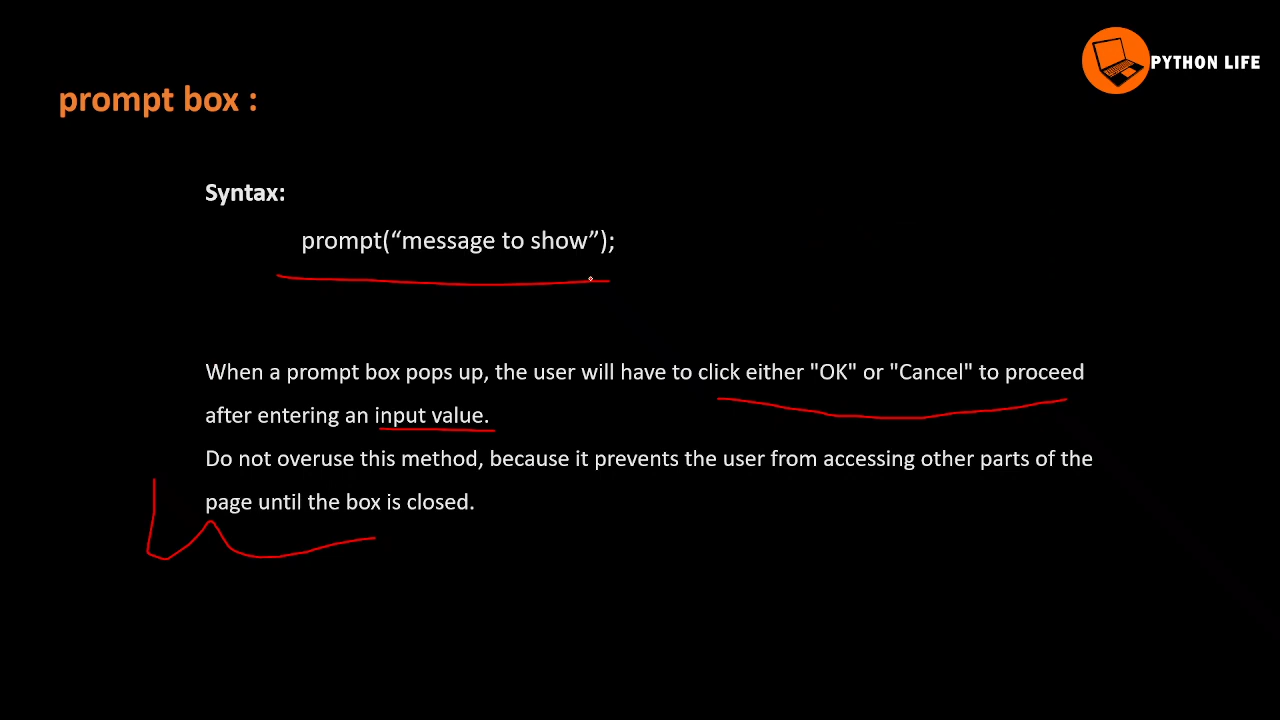 PYTHON LIFE
prompt box :
Syntax:
prompt(“message to show”);
When a prompt box pops up, the user will have to click either "OK" or "Cancel" to proceed
after entering an input value.
Do not overuse this method, because it prevents the user from accessing other parts of the
page until the box is closed.